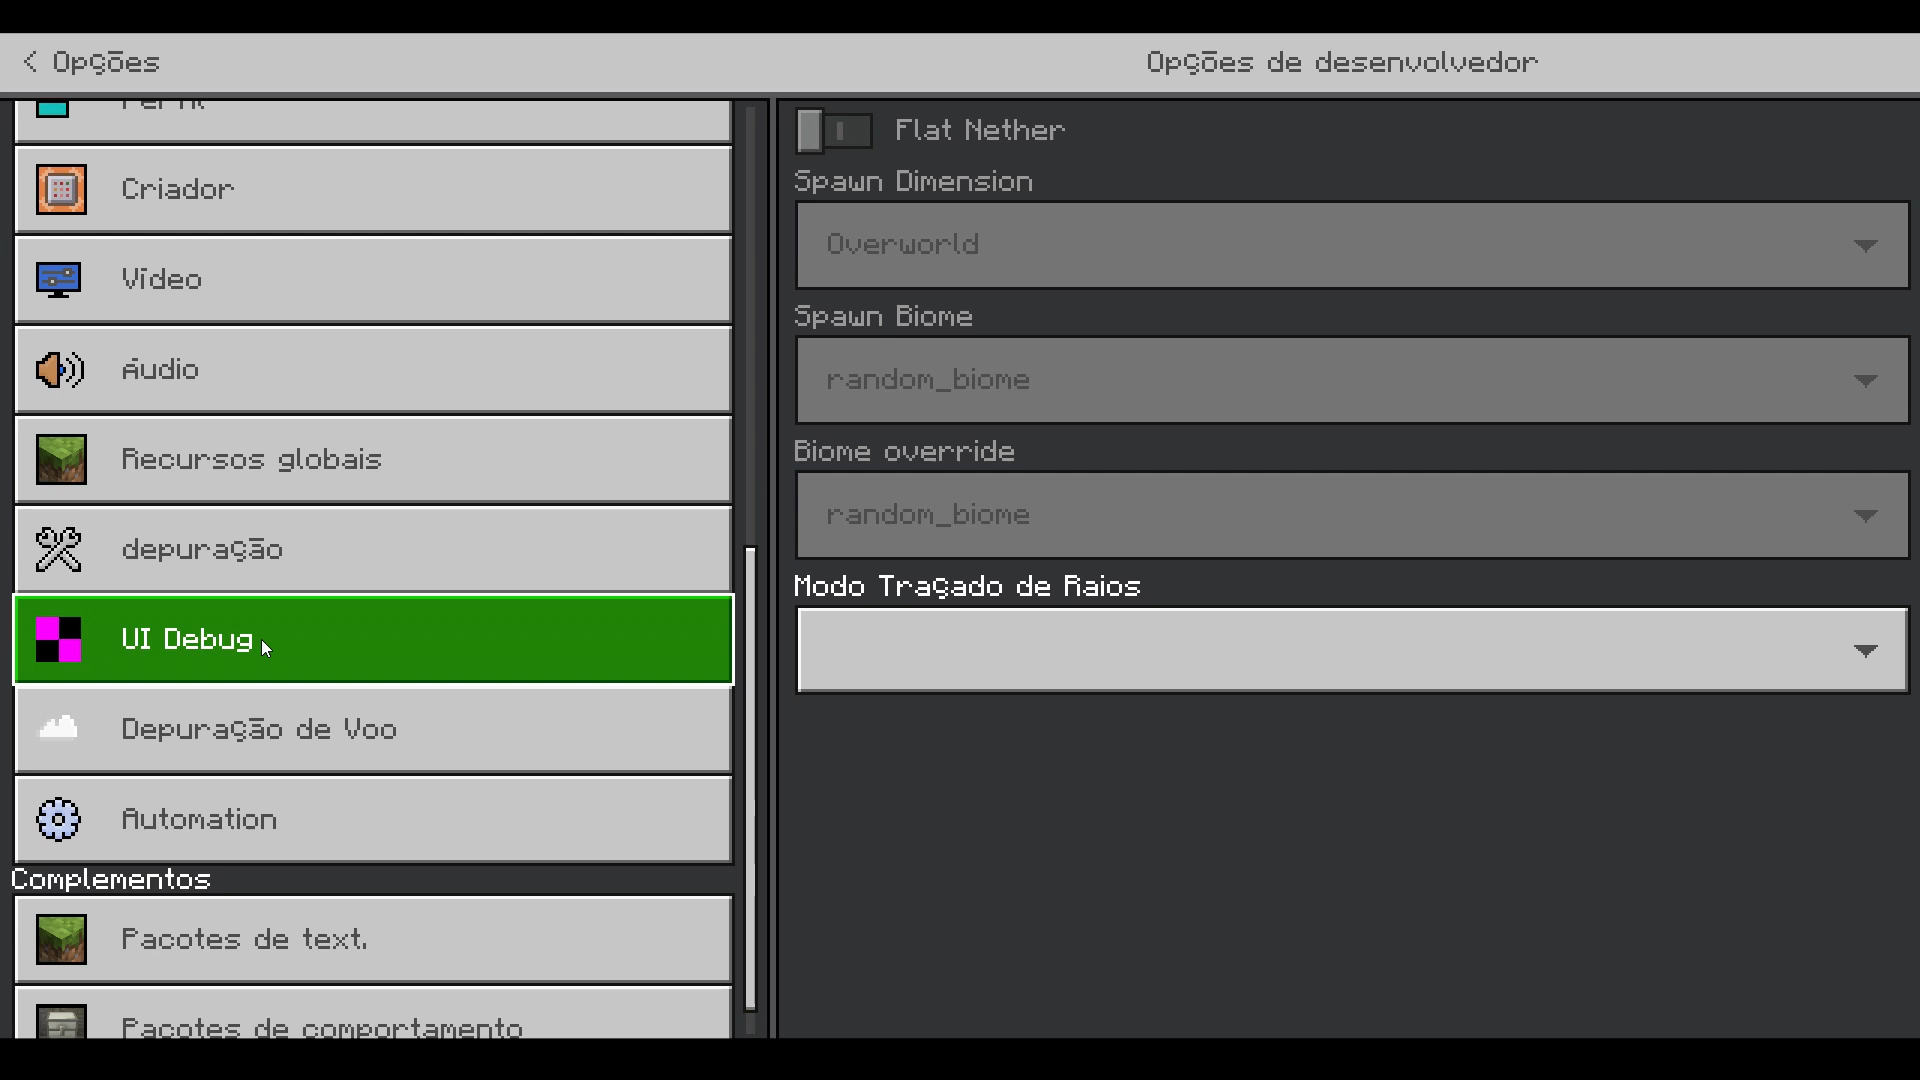 Opções
Opções de desenvolvedor
Perfil
Criador
Vídeo
Áudio
Recursos globais
depuração
UI Debug
Depuração de Voo
Automation
Complementos
Pacotes de text.
Pacotes de comportamento
Flat Nether
Spawn Dimension
Overworld
Spawn Biome
random_biome
Biome override
random_biome
Modo Traçado de Raios